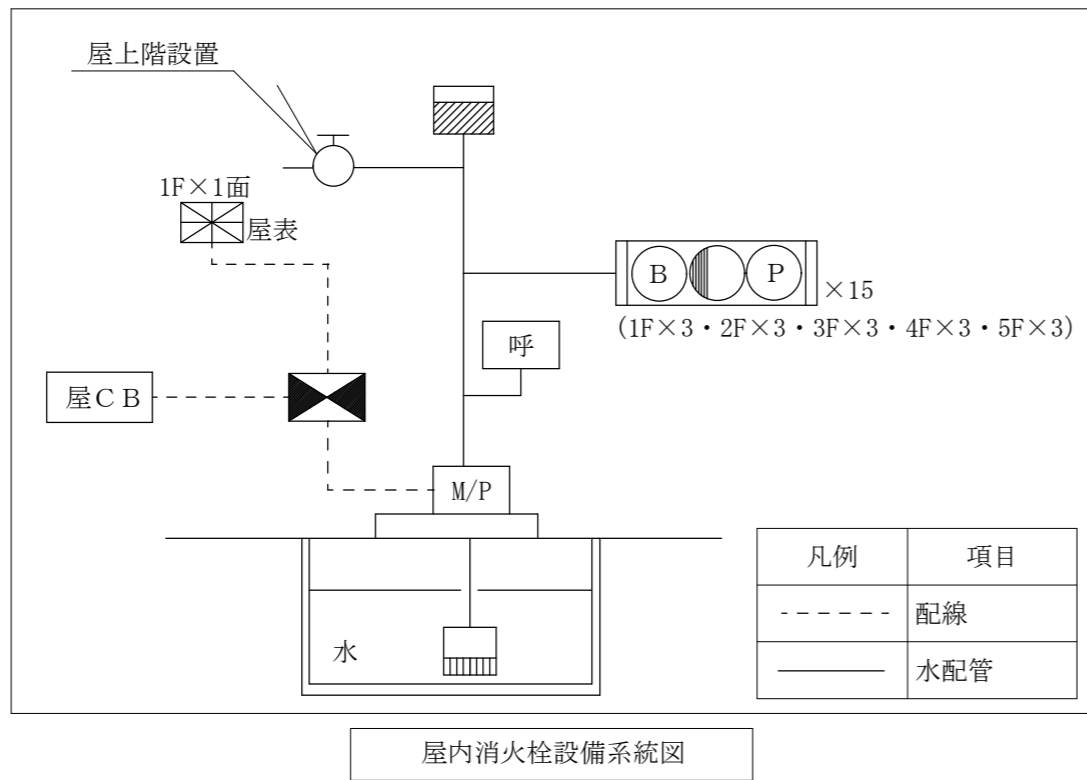 屋上階設置
1F×1面
屋表
B P
×15
(1F×3・2F×3・3F×3・4F×3・5F×3)
呼
屋CB
M/P
水
凡例 項目
配線
水配管
屋内消火栓設備系統図